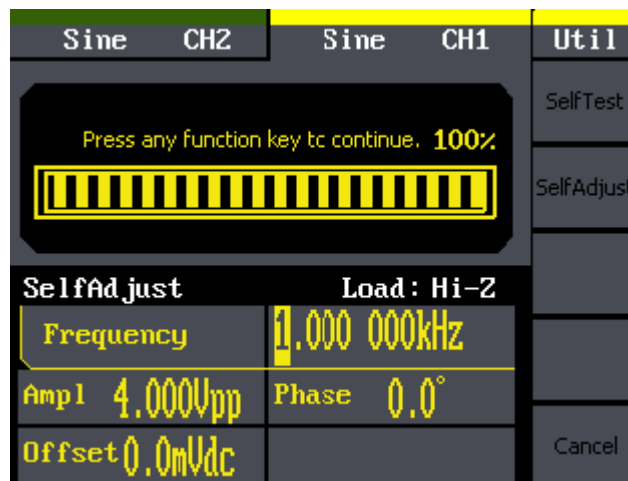 Sine CH2 Sine CH1 Util
SelfTest
Press any function key tc continue. 100%
SelfAdjust
SelfAdjust Load: Hi-Z
Frequency 1.000 000kHz
Ampl 4.000Vpp Phase 0.0°
Offset 0.0mVdc Cancel